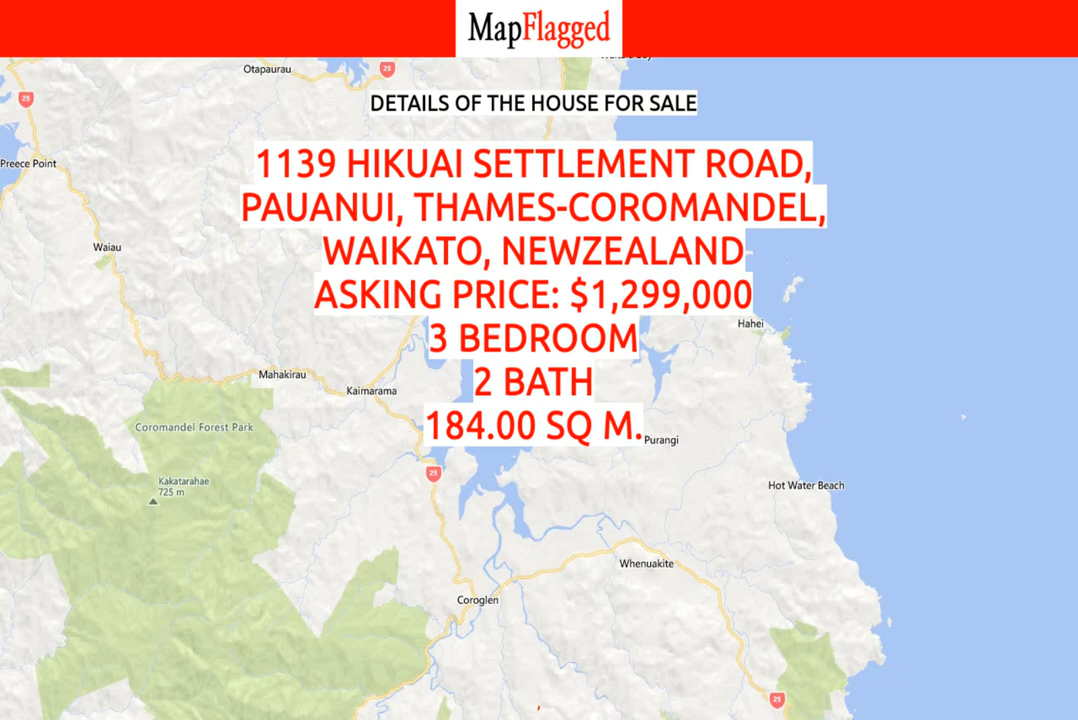 MapFlagged
Otapaurau
25
25
DETAILS OF THE HOUSE FOR SALE
1139 HIKUAI SETTLEMENT ROAD,
PAUANUI, THAMES-COROMANDEL,
WAIKATO, NEWZEALAND
ASKING PRICE: $1,299,000
3 BEDROOM
2 BATH
184.00 SQ M.
Preece Point
Waiau
Hahei
Mahakirau
Kaimarama
Coromandel Forest Park
Purangi
25
Kakatarahae
725 m
Hot Water Beach
Whenuakite
Coroglen
25
,